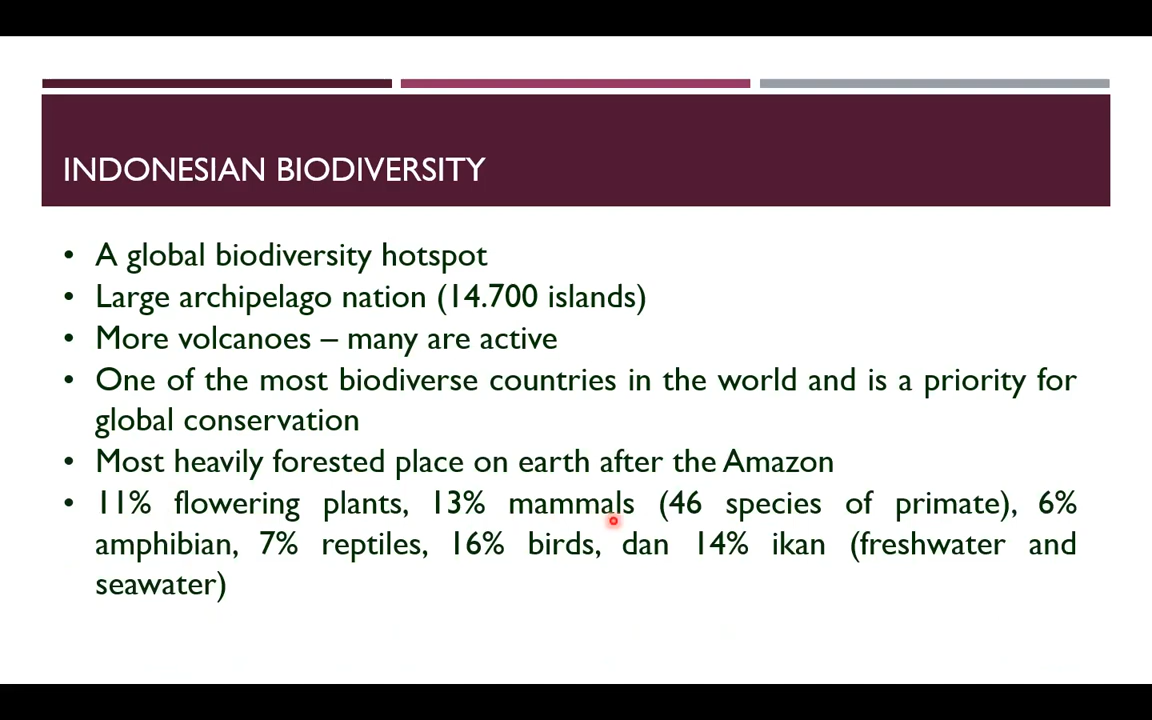 INDONESIAN BIODIVERSITY
• A global biodiversity hotspot
• Large archipelago nation (14.700 islands)
• More volcanoes – many are active
• One of the most biodiverse countries in the world and is a priority for
global conservation
• Most heavily forested place on earth after the Amazon
• 11% flowering plants, 13% mammals (46 species of primate), 6%
amphibian, 7% reptiles, 16% birds, dan 14% ikan (freshwater and
seawater)